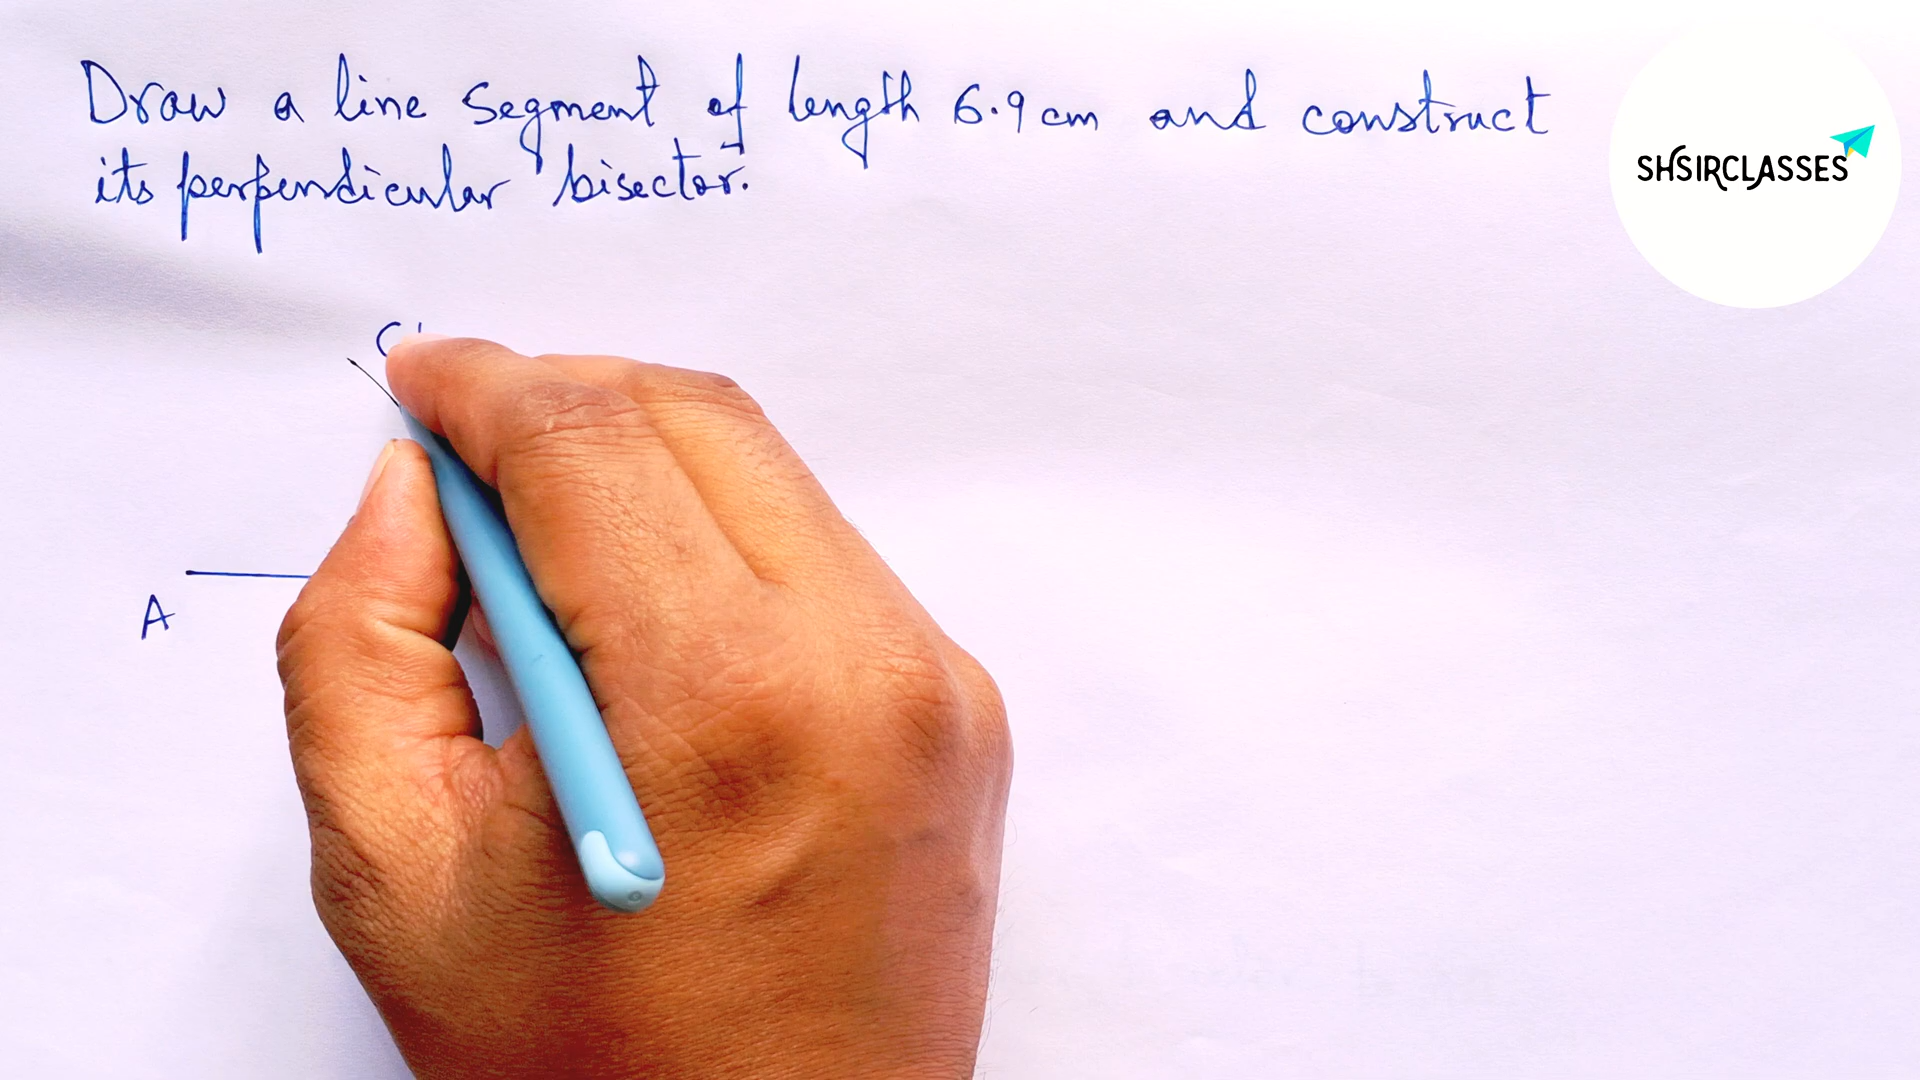 Draw a line segment of length 6.9 cm and construct
its perpendicular bisector.
SHSIRCLASSES
C
A